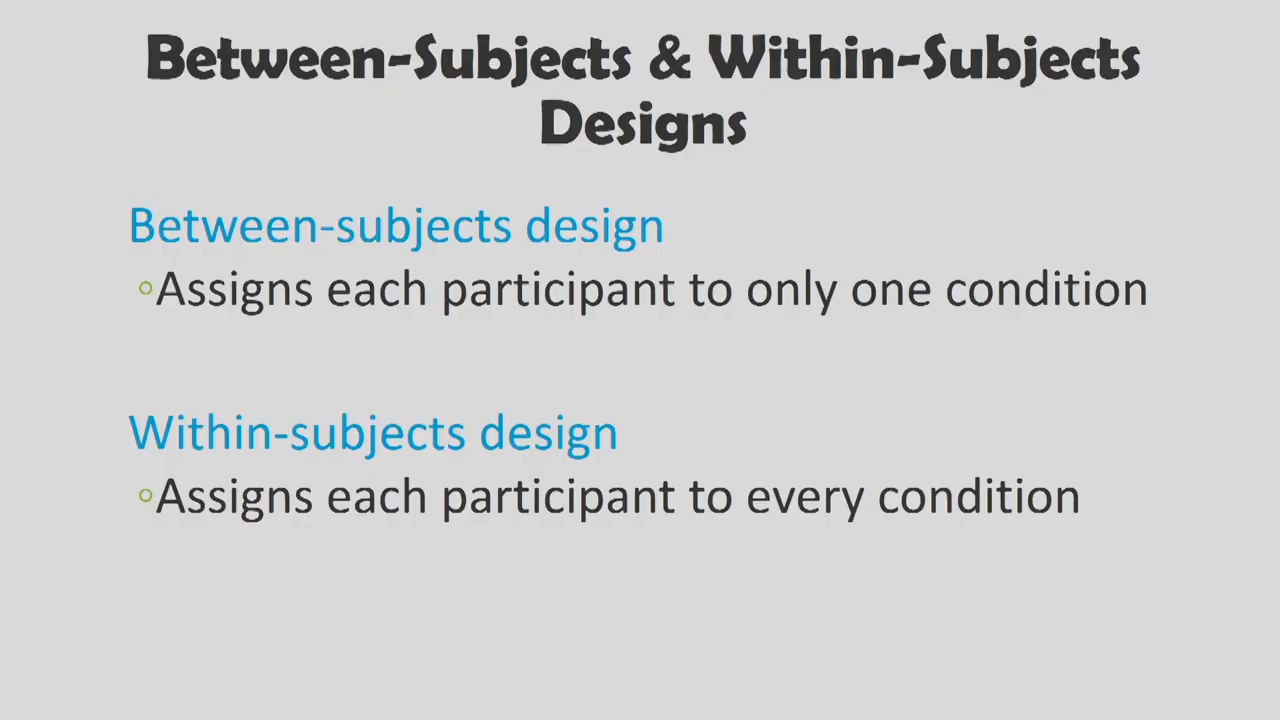 Between-Subjects & Within-Subjects
Designs
Between-subjects design
◦Assigns each participant to only one condition
Within-subjects design
◦Assigns each participant to every condition